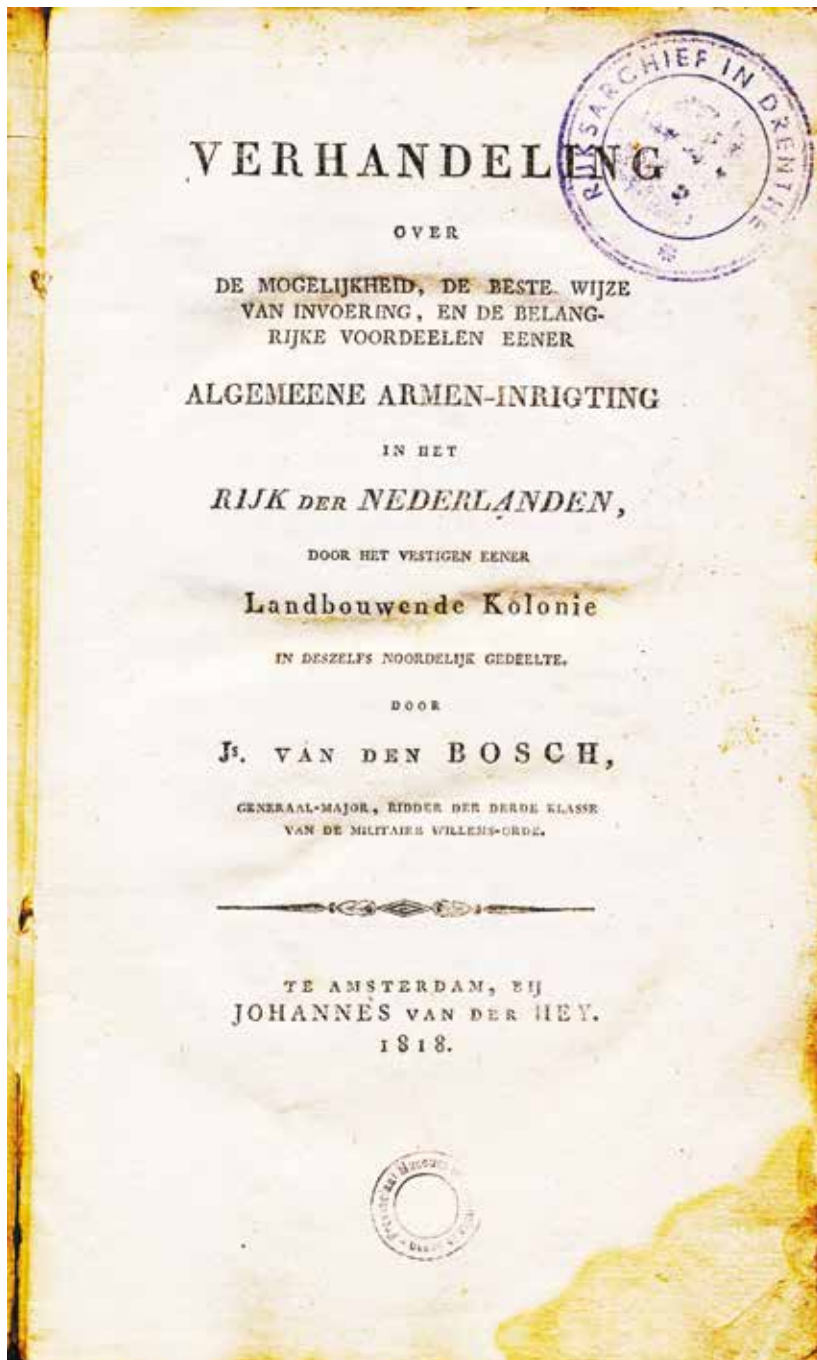 RIJKSARCHIEF IN DRENTHE
VERHANDELING
OVER
DE MOGELIJKHEID, DE BESTE WIJZE
VAN INVOERING, EN DE BELANG-
RIJKE VOORDEELEN EENER
ALGEMEENE ARMEN-INRIGTING
IN HET
RIJK DER NEDERLANDEN,
DOOR HET VESTIGEN EENER
Landbouwende Kolonie
IN DESZELFS NOORDELIJK GEDEELTE.
DOOR
Js. VAN DEN BOSCH,
GENERAAL-MAJOR, RIDDER DER DERDE KLASSE
VAN DE MILITAIRE WILLEMS-ORDE.
TE AMSTERDAM, BIJ
JOHANNES VAN DER HEY.
1818.
Provinciaal Museum